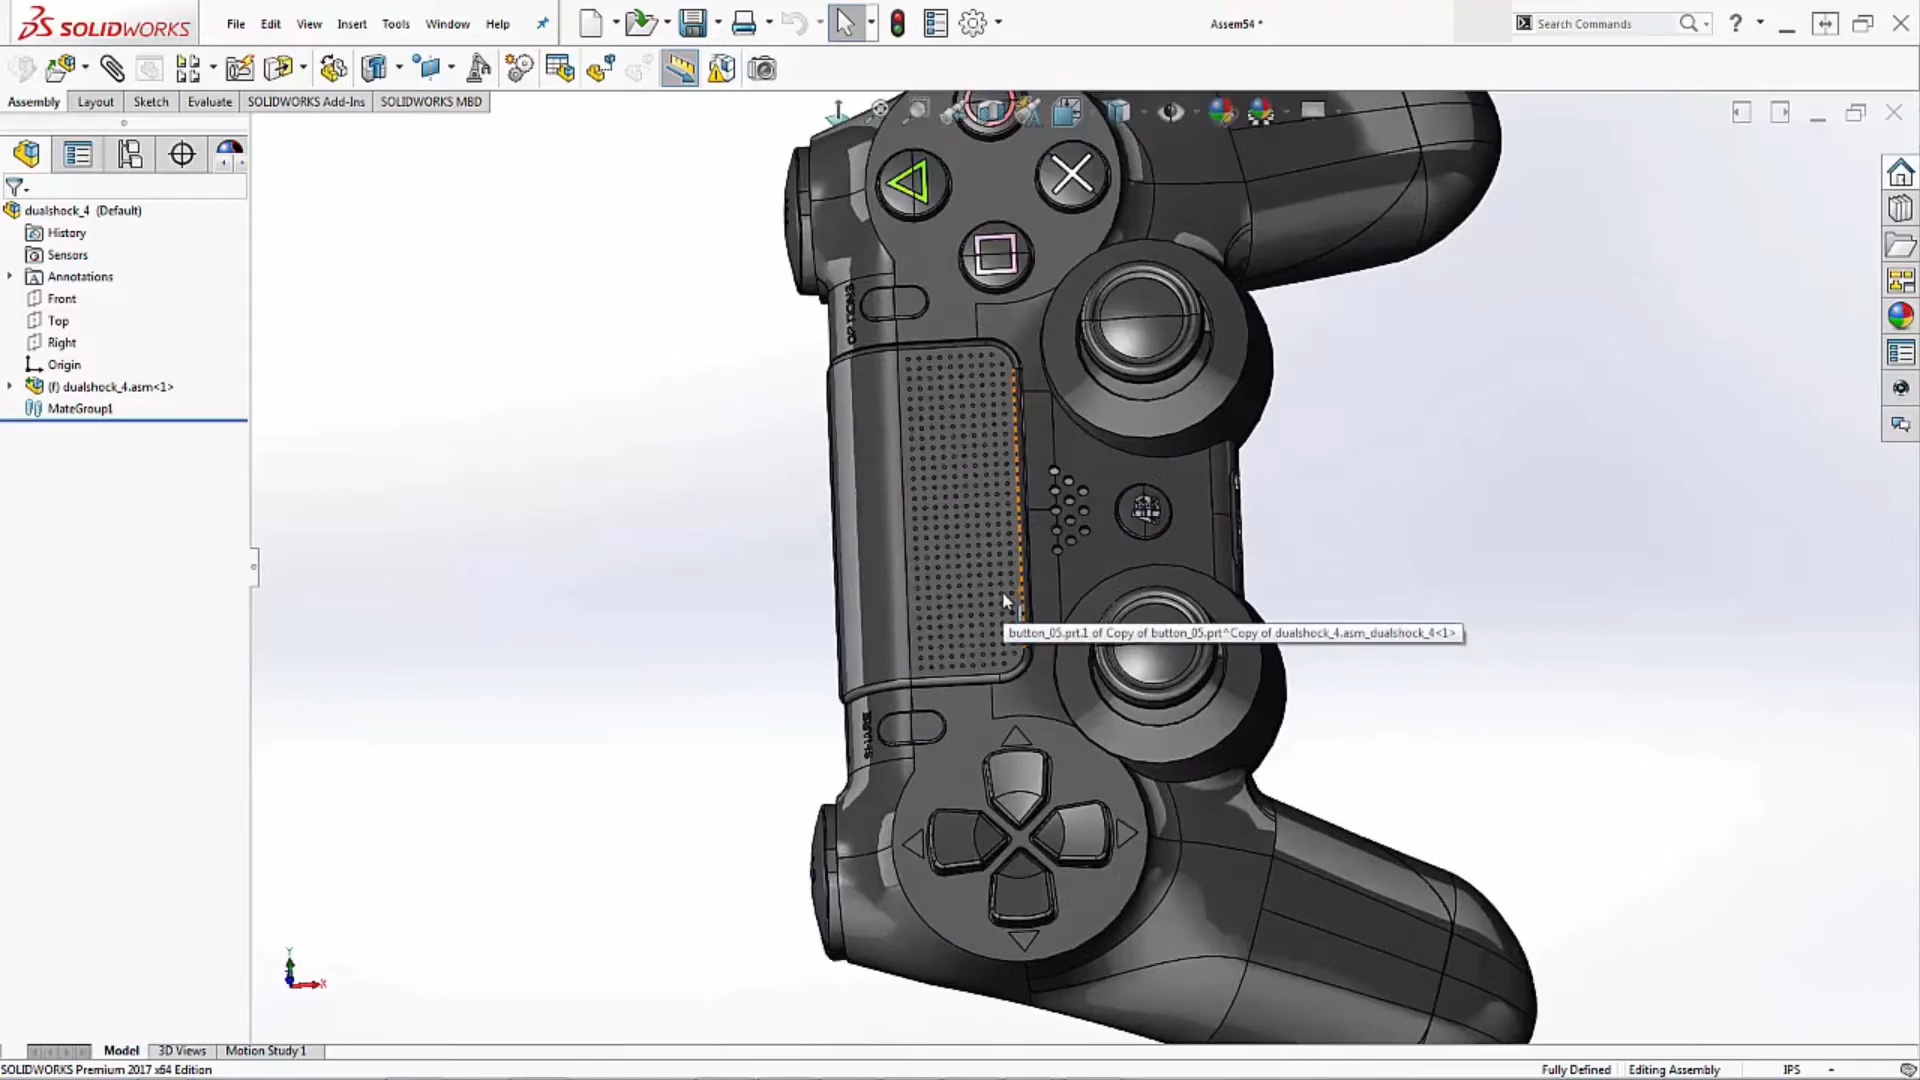 SOLIDWORKS
File Edit View Insert Tools Window Help
Assem54 *
Search Commands
Assembly Layout Sketch Evaluate SOLIDWORKS Add-Ins SOLIDWORKS MBD
dualshock_4 (Default)
History
Sensors
Annotations
Front
Top
Right
Origin
(f) dualshock_4.asm<1>
MateGroup1
OPTIONS
button_05.prt.1 of Copy of button_05.prt^Copy of dualshock_4.asm_dualshock_4<1>
SHARE
Y
X
Model 3D Views Motion Study 1
SOLIDWORKS Premium 2017 x64 Edition
Fully Defined Editing Assembly IPS